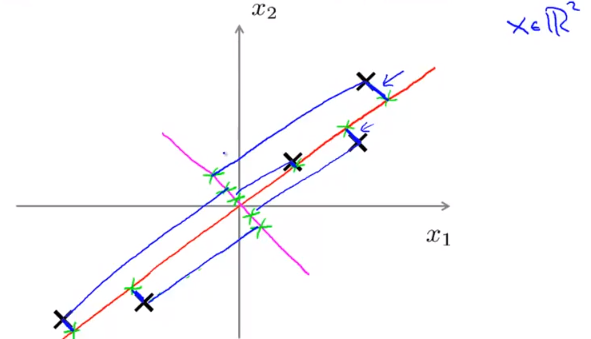 x₂
x ∈ ℝ²
x₁